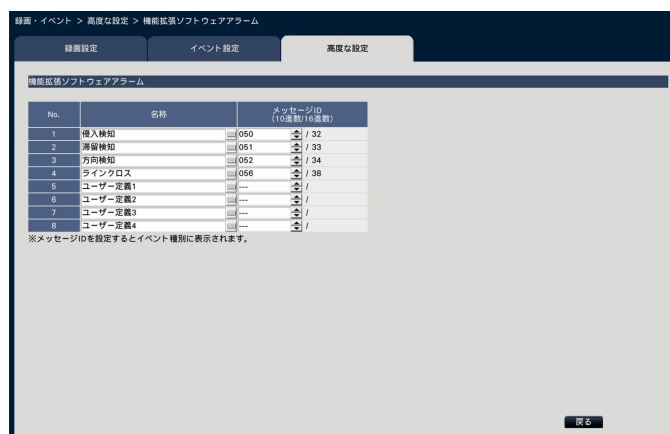 録画・イベント > 高度な設定 > 機能拡張ソフトウェアアラーム
録画設定 イベント設定 高度な設定
機能拡張ソフトウェアアラーム
No. 名称 メッセージID
(10進数/16進数)
1 侵入検知 050 / 32
2 滞留検知 051 / 33
3 方向検知 052 / 34
4 ラインクロス 056 / 38
5 ユーザー定義1 --- /
6 ユーザー定義2 --- /
7 ユーザー定義3 --- /
8 ユーザー定義4 --- /
※メッセージIDを設定するとイベント種別に表示されます。
戻る